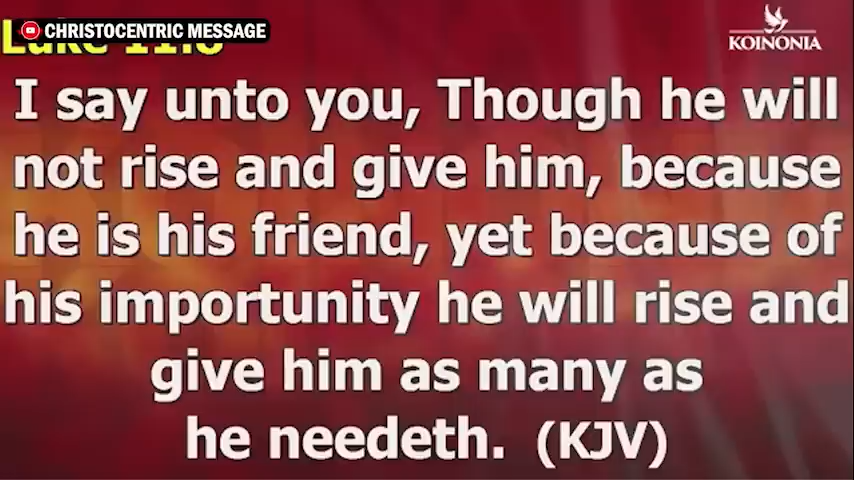 CHRISTOCENTRIC MESSAGE
KOINONIA
Luke 11:8
I say unto you, Though he will
not rise and give him, because
he is his friend, yet because of
his importunity he will rise and
give him as many as
he needeth. (KJV)